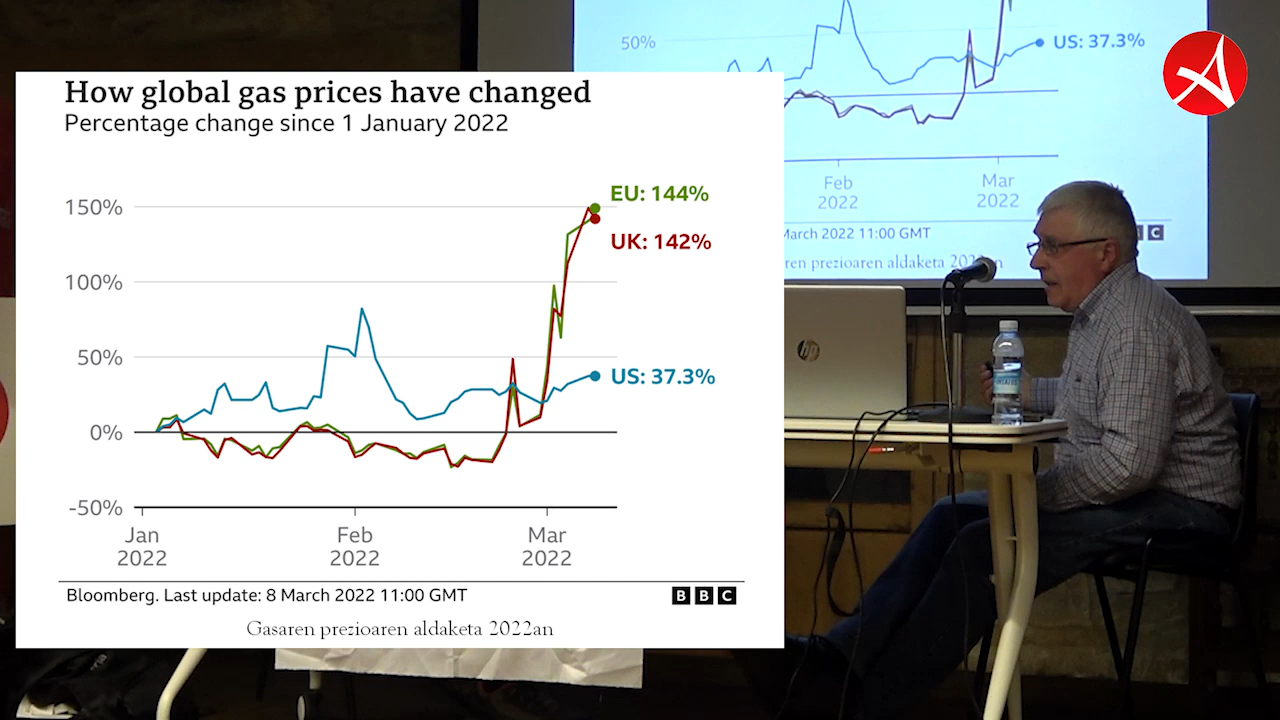 How global gas prices have changed
Percentage change since 1 January 2022
150%
100%
50%
0%
-50%
EU: 144%
UK: 142%
US: 37.3%
Jan
2022
Feb
2022
Mar
2022
Bloomberg. Last update: 8 March 2022 11:00 GMT
BBC
Gasaren prezioaren aldaketa 2022an
50%
US: 37.3%
Feb
2022
Mar
2022
March 2022 11:00 GMT
C
ren prezioaren aldaketa 2022an
hp